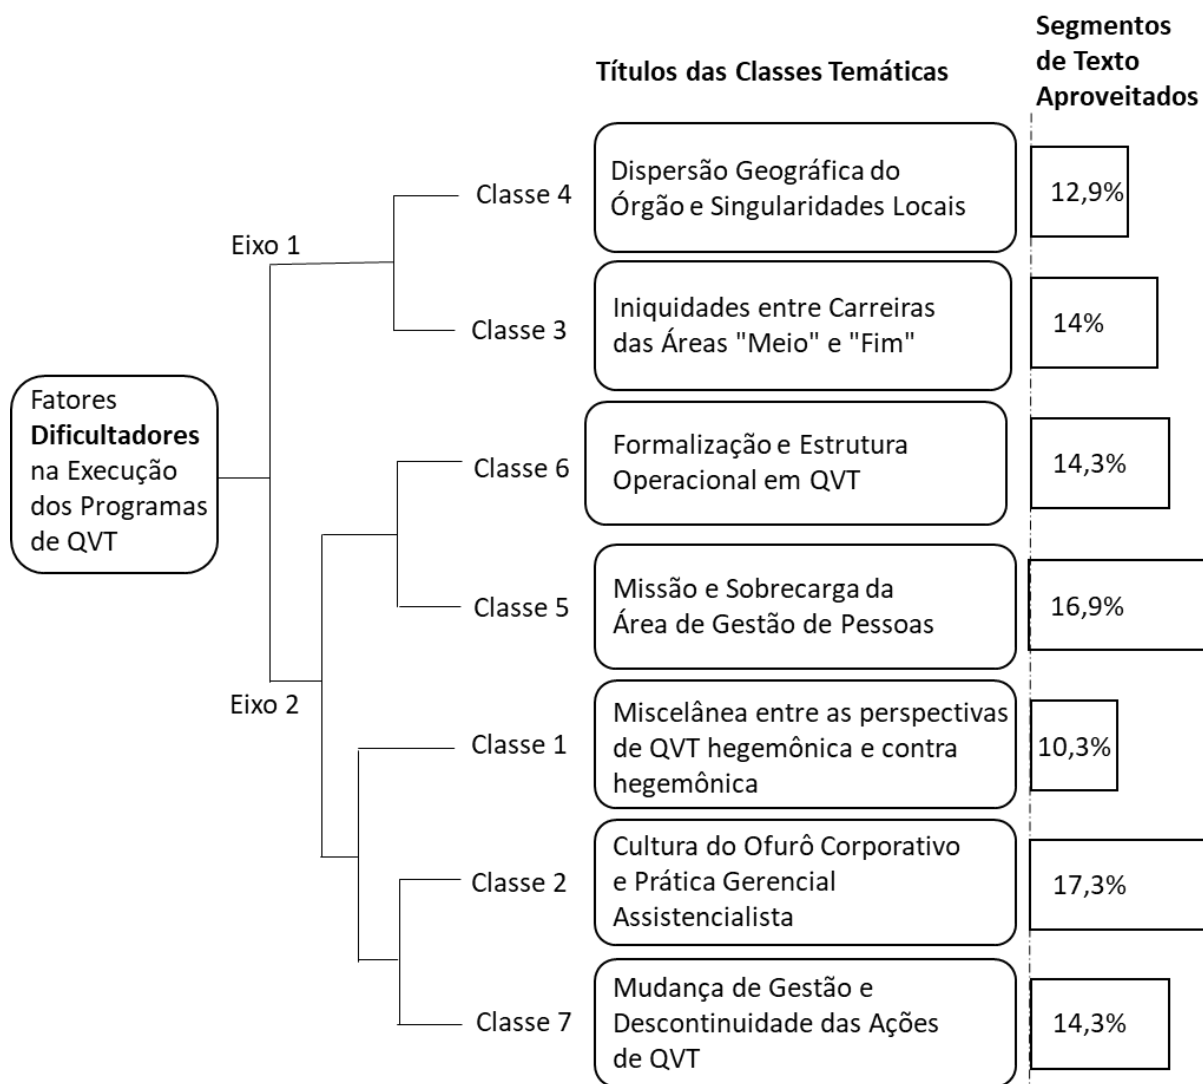 Segmentos
de Texto
Aproveitados
Títulos das Classes Temáticas
Classe 4
Dispersão Geográfica do
Órgão e Singularidades Locais
12,9%
Eixo 1
Classe 3
Iniquidades entre Carreiras
das Áreas "Meio" e "Fim"
14%
Fatores
Dificultadores
na Execução
dos Programas
de QVT
Classe 6
Formalização e Estrutura
Operacional em QVT
14,3%
Classe 5
Missão e Sobrecarga da
Área de Gestão de Pessoas
16,9%
Eixo 2
Classe 1
Miscelânea entre as perspectivas
de QVT hegemônica e contra
hegemônica
10,3%
Classe 2
Cultura do Ofurô Corporativo
e Prática Gerencial
Assistencialista
17,3%
Classe 7
Mudança de Gestão e
Descontinuidade das Ações
de QVT
14,3%